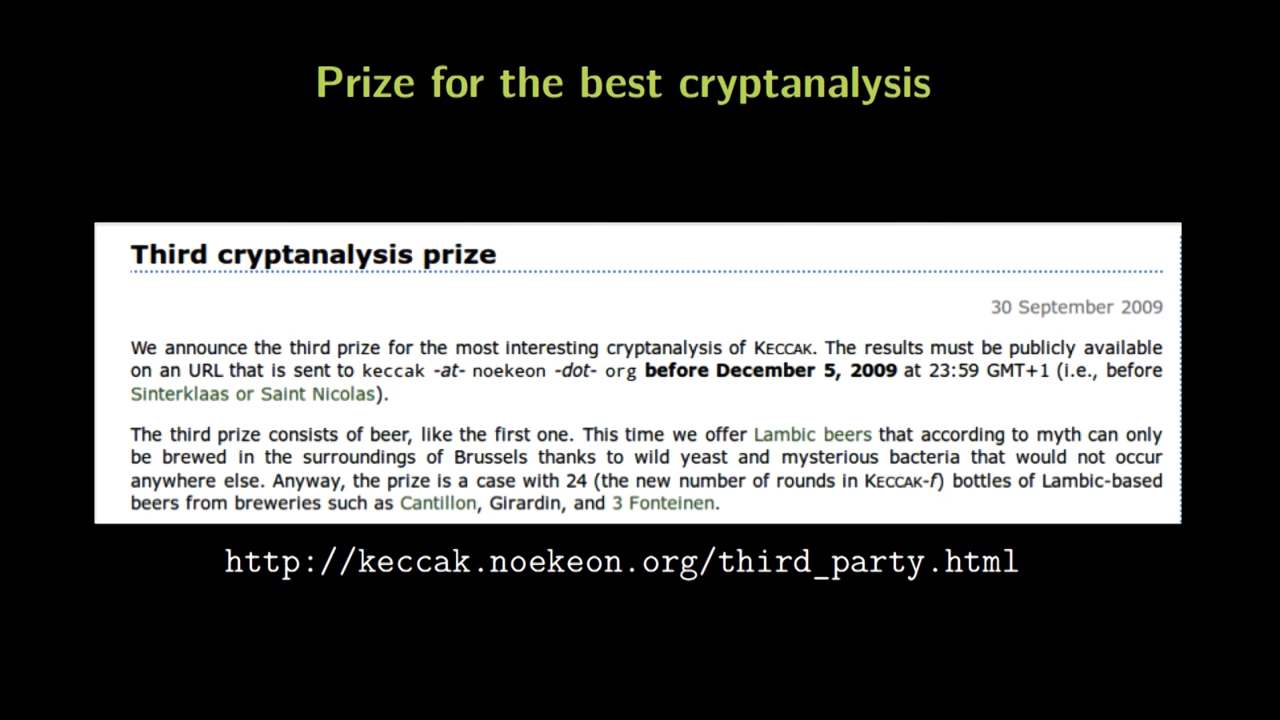 Prize for the best cryptanalysis
Third cryptanalysis prize
30 September 2009
We announce the third prize for the most interesting cryptanalysis of KECCAK. The results must be publicly available
on an URL that is sent to keccak -at- noekeon -dot- org before December 5, 2009 at 23:59 GMT+1 (i.e., before
Sinterklaas or Saint Nicolas).
The third prize consists of beer, like the first one. This time we offer Lambic beers that according to myth can only
be brewed in the surroundings of Brussels thanks to wild yeast and mysterious bacteria that would not occur
anywhere else. Anyway, the prize is a case with 24 (the new number of rounds in KECCAK-f) bottles of Lambic-based
beers from breweries such as Cantillon, Girardin, and 3 Fonteinen.
http://keccak.noekeon.org/third_party.html